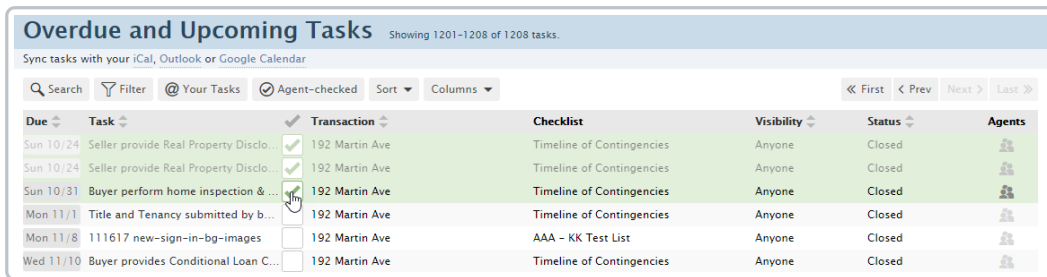 Overdue and Upcoming Tasks Showing 1201-1208 of 1208 tasks.
Sync tasks with your iCal, Outlook or Google Calendar
Search Filter @ Your Tasks Agent-checked Sort Columns « First < Prev Next > Last »
Due Task Transaction Checklist Visibility Status Agents
Sun 10/24 Seller provide Real Property Disclo... 192 Martin Ave Timeline of Contingencies Anyone Closed
Sun 10/24 Seller provide Real Property Disclo... 192 Martin Ave Timeline of Contingencies Anyone Closed
Sun 10/31 Buyer perform home inspection & ... 192 Martin Ave Timeline of Contingencies Anyone Closed
Mon 11/1 Title and Tenancy submitted by b... 192 Martin Ave Timeline of Contingencies Anyone Closed
Mon 11/8 111617 new-sign-in-bg-images 192 Martin Ave AAA - KK Test List Anyone Closed
Wed 11/10 Buyer provides Conditional Loan C... 192 Martin Ave Timeline of Contingencies Anyone Closed